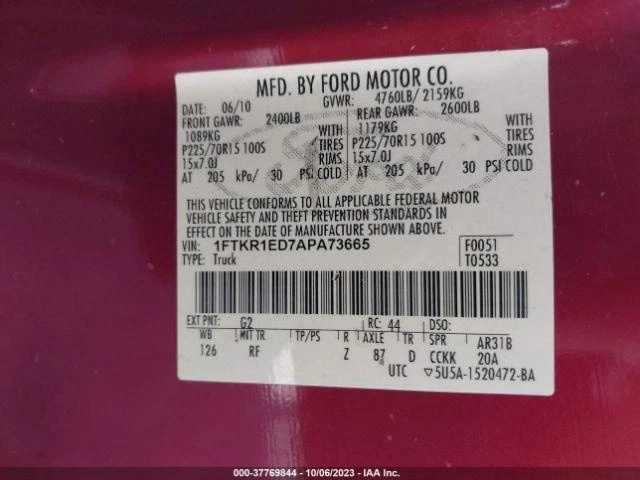 MFD. BY FORD MOTOR CO.
DATE: 06/10 GVWR: 4760LB/ 2159KG
FRONT GAWR: 2400LB REAR GAWR: 2600LB
1089KG WITH 1179KG WITH
P225/70R15 100S TIRES P225/70R15 100S TIRES
15x7.0J RIMS 15x7.0J RIMS
AT 205 kPa/ 30 PSI COLD AT 205 kPa/ 30 PSI COLD
THIS VEHICLE CONFORMS TO ALL APPLICABLE FEDERAL MOTOR
VEHICLE SAFETY AND THEFT PREVENTION STANDARDS IN
EFFECT ON THE DATE OF MANUFACTURE SHOWN ABOVE.
VIN: 1FTKR1ED7APA73665 F0051
TYPE: Truck T0533
EXT PNT: G2 RC: 44 DSO:
WB INT TR TP/PS R AXLE TR SPR AR31B
126 RF Z 87 D CCKK 20A
UTC ▽5U5A-1520472-BA
000-37769844 | 10/06/2023 | IAA Inc.